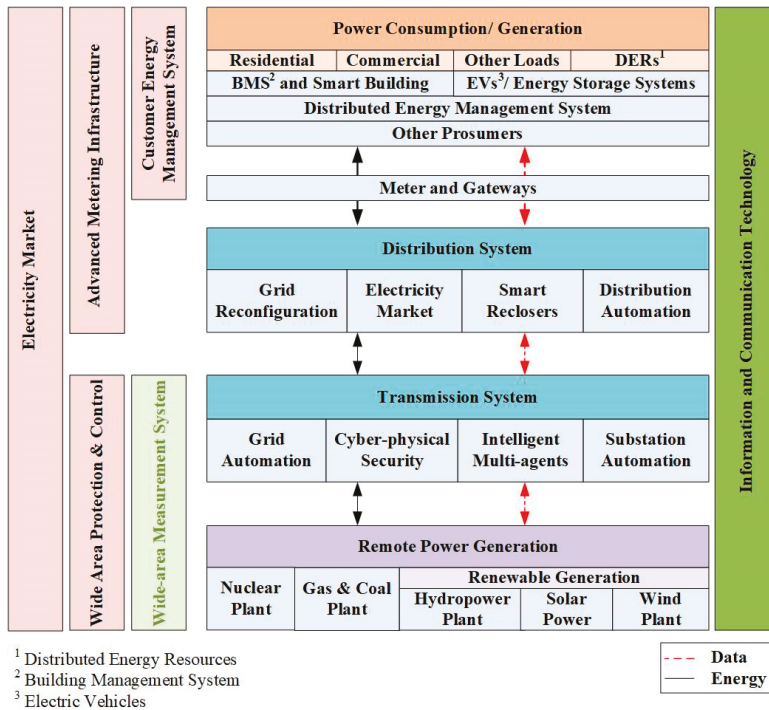 Electricity Market
Advanced Metering Infrastructure
Customer Energy
Management System
Wide Area Protection & Control
Wide-area Measurement System
Power Consumption/ Generation
Residential
Commercial
Other Loads
DERs¹
BMS² and Smart Building
EVs³/ Energy Storage Systems
Distributed Energy Management System
Other Prosumers
Meter and Gateways
Distribution System
Grid
Reconfiguration
Electricity
Market
Smart
Reclosers
Distribution
Automation
Transmission System
Grid
Automation
Cyber-physical
Security
Intelligent
Multi-agents
Substation
Automation
Remote Power Generation
Nuclear
Plant
Gas & Coal
Plant
Renewable Generation
Hydropower
Plant
Solar
Power
Wind
Plant
Information and Communication Technology
¹ Distributed Energy Resources
² Building Management System
³ Electric Vehicles
Data
Energy